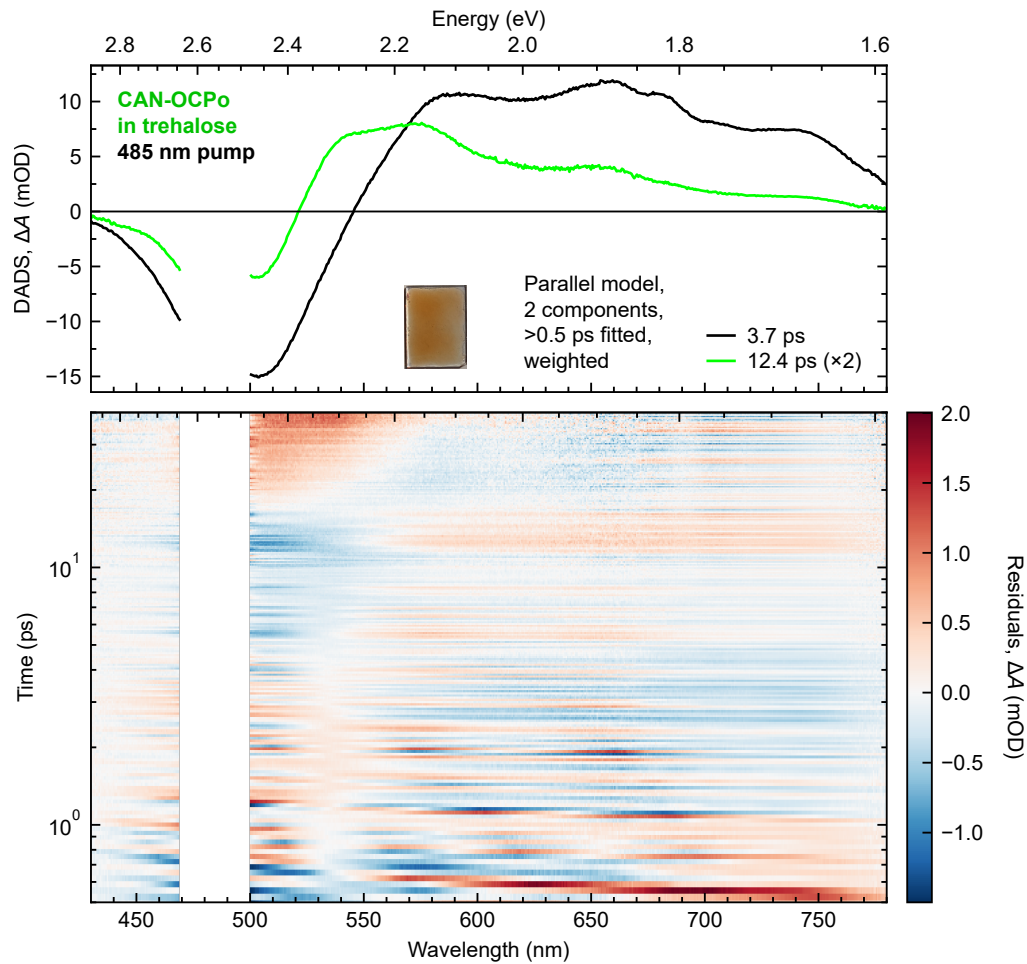 Energy (eV)
2.8 2.6 2.4 2.2 2.0 1.8 1.6
DADS, ΔA (mOD)
10
5
0
−5
−10
−15
CAN-OCPo
in trehalose
485 nm pump
Parallel model,
2 components,
>0.5 ps fitted,
weighted
3.7 ps
12.4 ps (×2)
Time (ps)
10¹
10⁰
450 500 550 600 650 700 750
Wavelength (nm)
2.0
1.5
1.0
0.5
0.0
−0.5
−1.0
Residuals, ΔA (mOD)